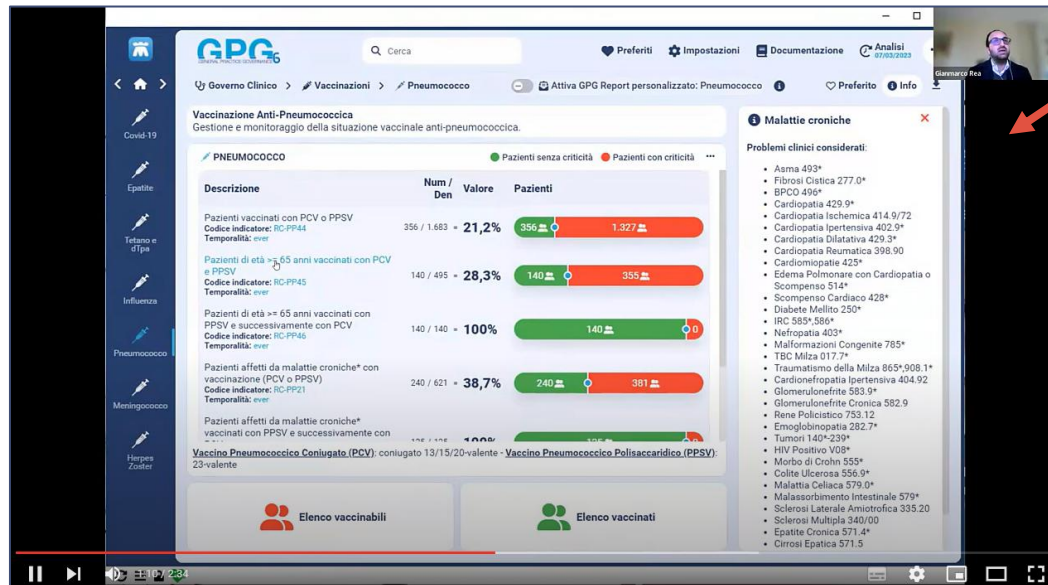 GPG6
GENERAL PRACTICE GOVERNANCE
Cerca
Preferiti
Impostazioni
Documentazione
Analisi
07/03/2023
Gianmarco Rea
Governo Clinico > Vaccinazioni > Pneumococco
Attiva GPG Report personalizzato: Pneumococco
Preferito
Info
Covid-19
Epatite
Tetano e
dTpa
Influenza
Pneumococco
Meningococco
Herpes
Zoster
Vaccinazione Anti-Pneumococcica
Gestione e monitoraggio della situazione vaccinale anti-pneumococcica.
PNEUMOCOCCO
Pazienti senza criticità
Pazienti con criticità
Descrizione
Num /
Den
Valore
Pazienti
Pazienti vaccinati con PCV o PPSV
Codice indicatore: RC-PP44
Temporalità: ever
356 / 1.683 = 21,2%
356
1.327
Pazienti di età >= 65 anni vaccinati con PCV
e PPSV
Codice indicatore: RC-PP45
Temporalità: ever
140 / 495 = 28,3%
140
355
Pazienti di età >= 65 anni vaccinati con
PPSV e successivamente con PCV
Codice indicatore: RC-PP46
Temporalità: ever
140 / 140 = 100%
140
0
Pazienti affetti da malattie croniche* con
vaccinazione (PCV o PPSV)
Codice indicatore: RC-PP21
Temporalità: ever
240 / 621 = 38,7%
240
381
Pazienti affetti da malattie croniche*
vaccinati con PPSV e successivamente con
Vaccino Pneumococcico Coniugato (PCV): coniugato 13/15/20-valente - Vaccino Pneumococcico Polisaccaridico (PPSV):
23-valente
Elenco vaccinabili
Elenco vaccinati
Malattie croniche
Problemi clinici considerati:
• Asma 493*
• Fibrosi Cistica 277.0*
• BPCO 496*
• Cardiopatia 429.9*
• Cardiopatia Ischemica 414.9/72
• Cardiopatia Ipertensiva 402.9*
• Cardiopatia Dilatativa 429.3*
• Cardiopatia Reumatica 398.90
• Cardiomiopatie 425*
• Edema Polmonare con Cardiopatia o
Scompenso 514*
• Scompenso Cardiaco 428*
• Diabete Mellito 250*
• IRC 585*,586*
• Nefropatia 403*
• Malformazioni Congenite 785*
• TBC Milza 017.7*
• Traumatismo della Milza 865*,908.1*
• Cardionefropatia Ipertensiva 404.92
• Glomerulonefrite 583.9*
• Glomerulonefrite Cronica 582.9
• Rene Policistico 753.12
• Emoglobinopatia 282.7*
• Tumori 140*-239*
• HIV Positivo V08*
• Morbo di Crohn 555*
• Colite Ulcerosa 556.9*
• Malattia Celiaca 579.0*
• Malassorbimento Intestinale 579*
• Sclerosi Laterale Amiotrofica 335.20
• Sclerosi Multipla 340/00
• Epatite Cronica 571.4*
• Cirrosi Epatica 571.5
1:10 / 2:34